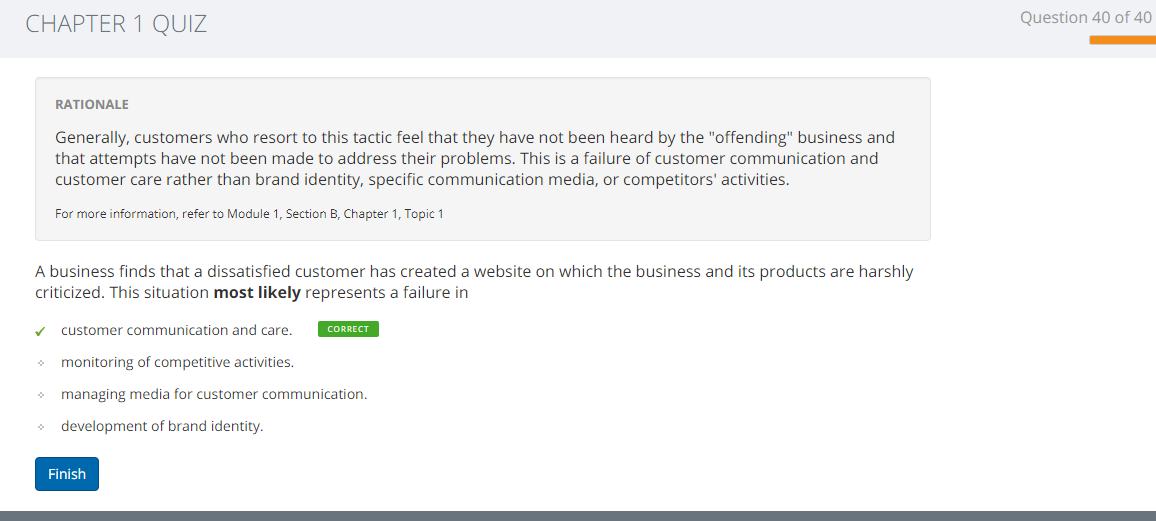 CHAPTER 1 QUIZ
Question 40 of 40
RATIONALE
Generally, customers who resort to this tactic feel that they have not been heard by the "offending" business and
that attempts have not been made to address their problems. This is a failure of customer communication and
customer care rather than brand identity, specific communication media, or competitors' activities.
For more information, refer to Module 1, Section B, Chapter 1, Topic 1
A business finds that a dissatisfied customer has created a website on which the business and its products are harshly
criticized. This situation most likely represents a failure in
customer communication and care.
CORRECT
monitoring of competitive activities.
managing media for customer communication.
development of brand identity.
Finish